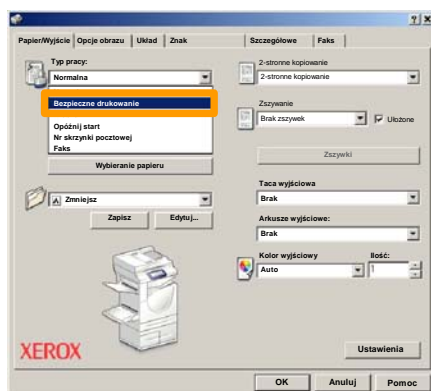 Papier/Wyjście Opcje obrazu Układ Znak Szczegółowe Faks
Typ pracy:
Normalna
Bezpieczne drukowanie
Opóźnij start
Nr skrzynki pocztowej
Faks
Wybieranie papieru
Zmniejsz
Zapisz Edytuj...
XEROX
2-stronne kopiowanie
2-stronne kopiowanie
Zszywanie
Brak zszywek Ułożone
Zszywki
Taca wyjściowa
Brak
Arkusze wyjściowe:
Brak
Kolor wyjściowy Ilość:
Auto 1
Ustawienia
OK Anuluj Pomoc